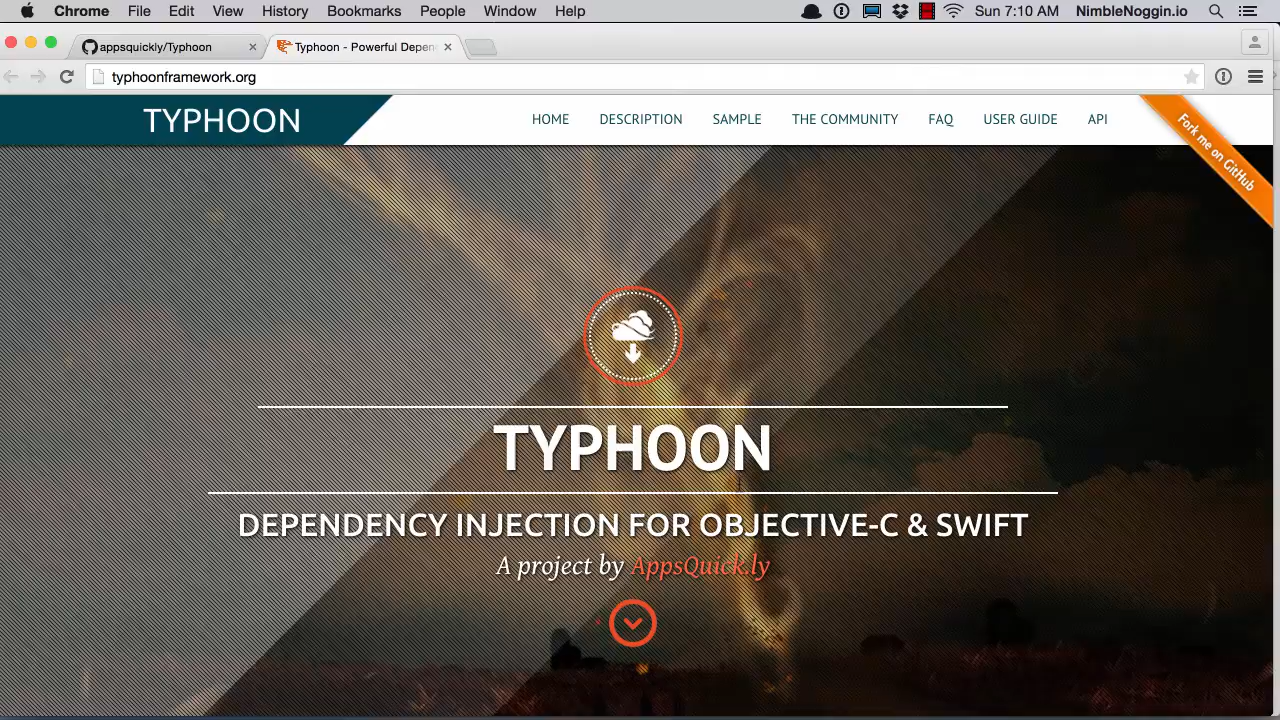 Chrome File Edit View History Bookmarks People Window Help Sun 7:10 AM NimbleNoggin.io
appsquickly/Typhoon × Typhoon - Powerful Depen ×
typhoonframework.org
TYPHOON HOME DESCRIPTION SAMPLE THE COMMUNITY FAQ USER GUIDE API
Fork me on GitHub
TYPHOON
DEPENDENCY INJECTION FOR OBJECTIVE-C & SWIFT
A project by AppsQuick.ly